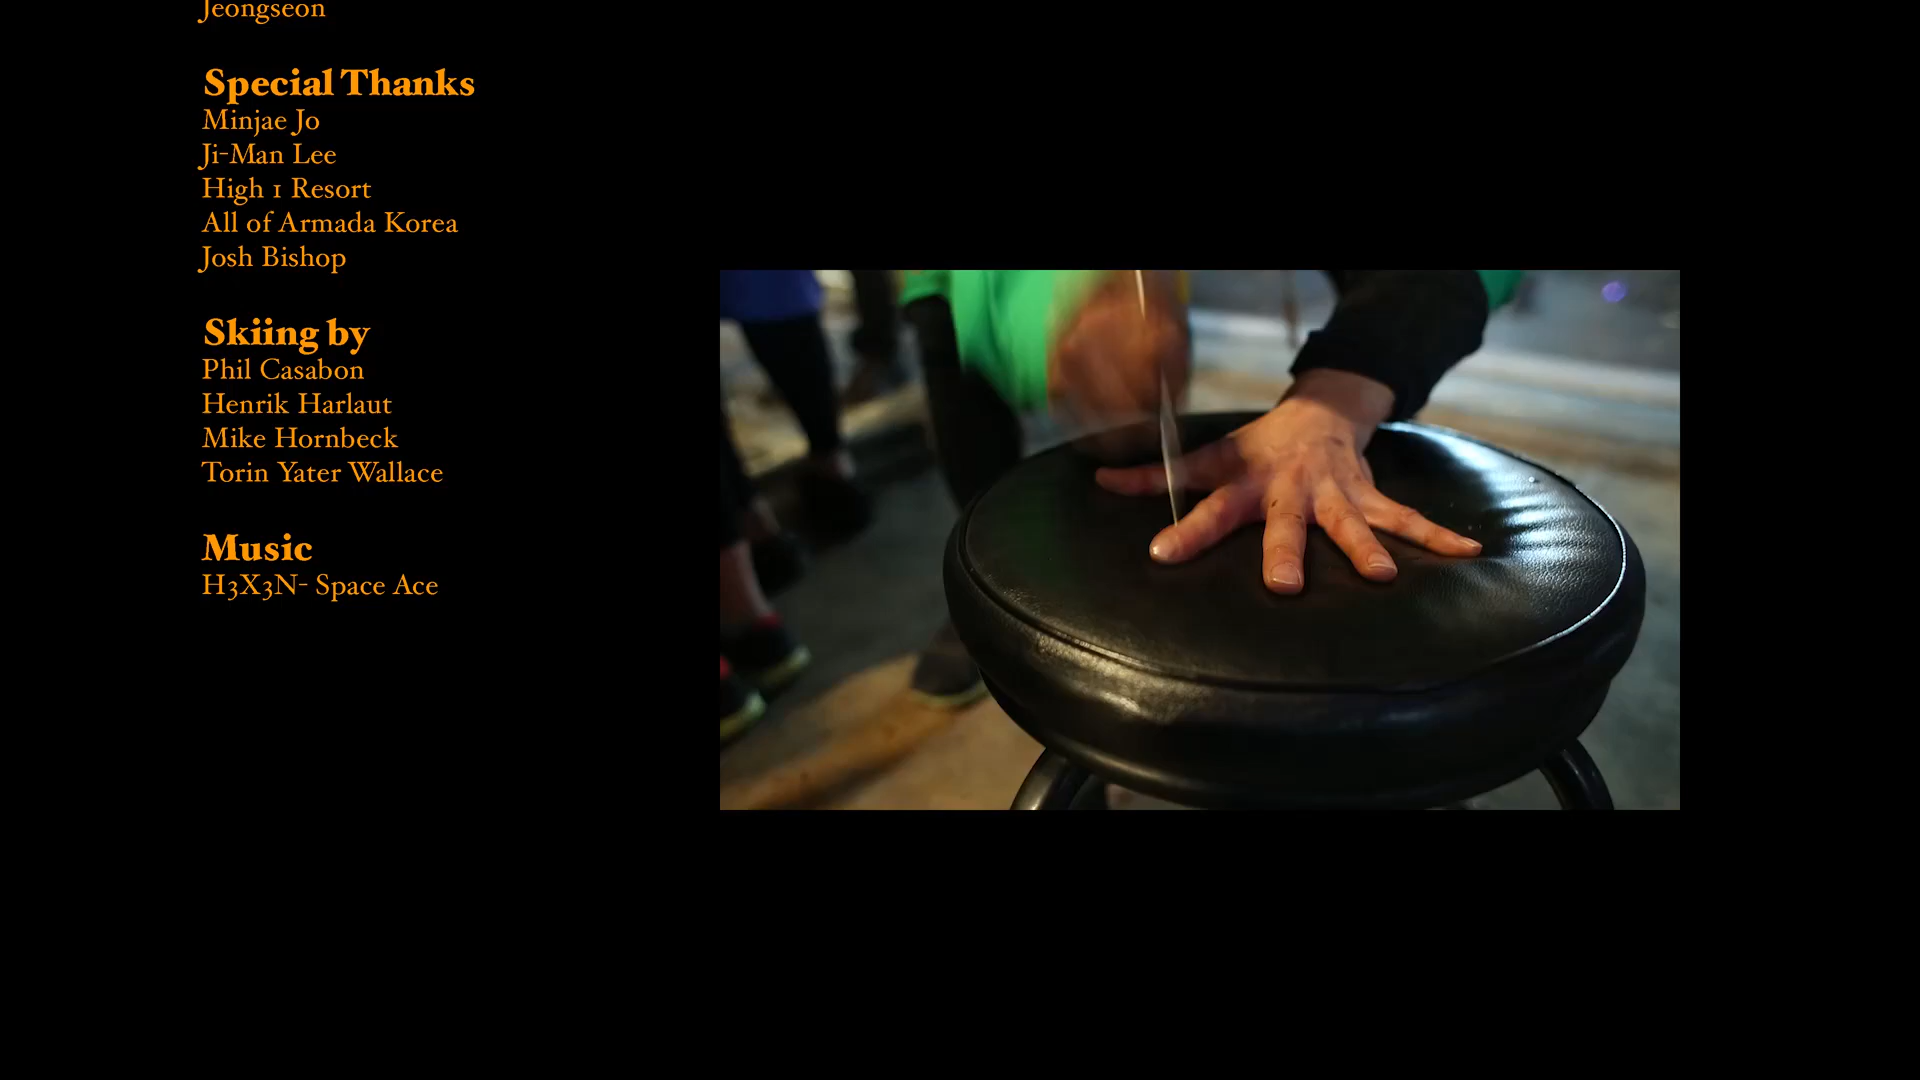 Jeongseon
Special Thanks
Minjae Jo
Ji-Man Lee
High 1 Resort
All of Armada Korea
Josh Bishop
Skiing by
Phil Casabon
Henrik Harlaut
Mike Hornbeck
Torin Yater Wallace
Music
H3X3N- Space Ace